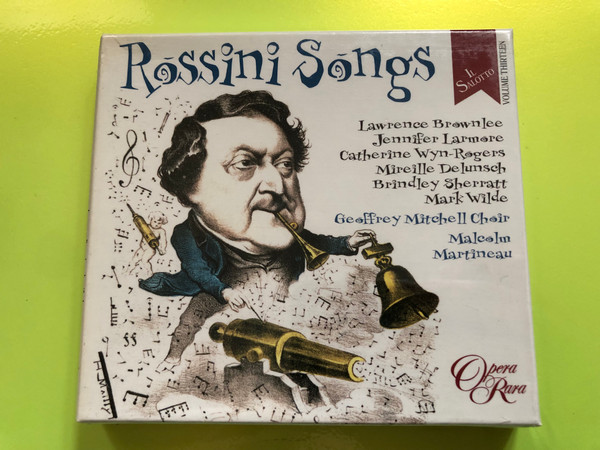 Rossini Songs
Il
Salotto
VOLUME THIRTEEN
Lawrence Brownlee
Jennifer Larmore
Catherine Wyn-Rogers
Mireille Delunsch
Brindley Sherratt
Mark Wilde
Geoffrey Mitchell Choir
Malcolm
Martineau
Opera
Rara